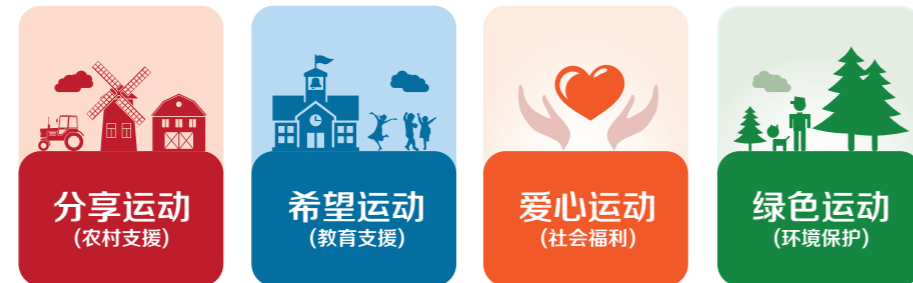 分享运动
(农村支援)
希望运动
(教育支援)
爱心运动
(社会福利)
绿色运动
(环境保护)